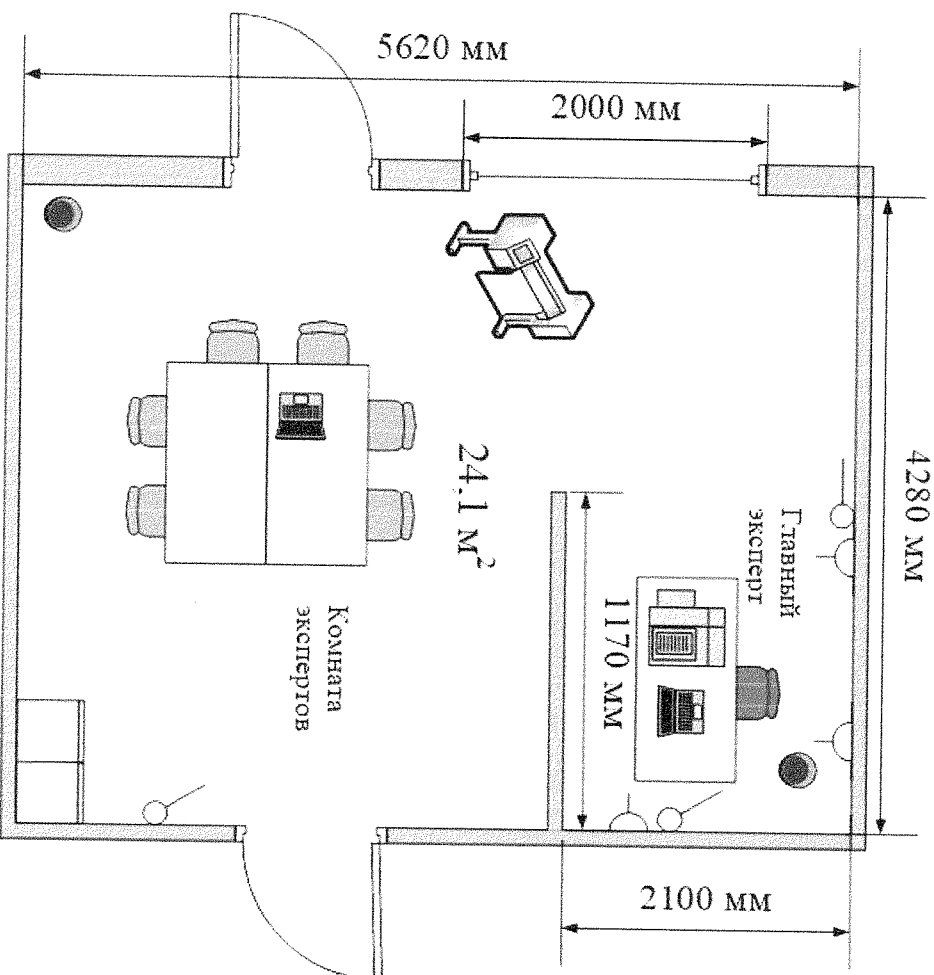 5620 мм
2000 мм
4280 мм
Главный
эксперт
1170 мм
24.1 м²
Комната
экспертов
2100 мм